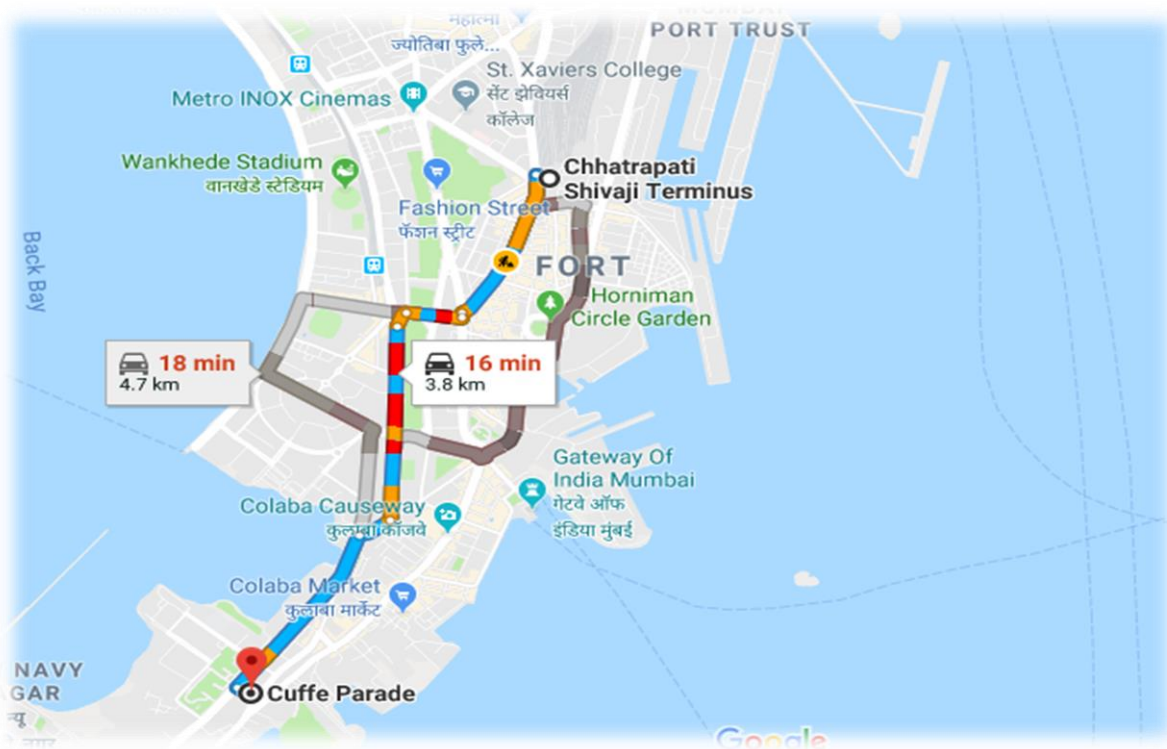 महात्मा
ज्योतिबा फुले...
PORT TRUST
St. Xaviers College
सेंट झेवियर्स
कॉलेज
Metro INOX Cinemas
Wankhede Stadium
वानखेडे स्टेडियम
Chhatrapati
Shivaji Terminus
Fashion Street
फॅशन स्ट्रीट
Back Bay
FORT
Horniman
Circle Garden
18 min
4.7 km
16 min
3.8 km
Gateway Of
India Mumbai
गेटवे ऑफ
इंडिया मुंबई
Colaba Causeway
कुलाबा कॉजवे
Colaba Market
कुलाबा मार्केट
NAVY
GAR
Cuffe Parade
Google